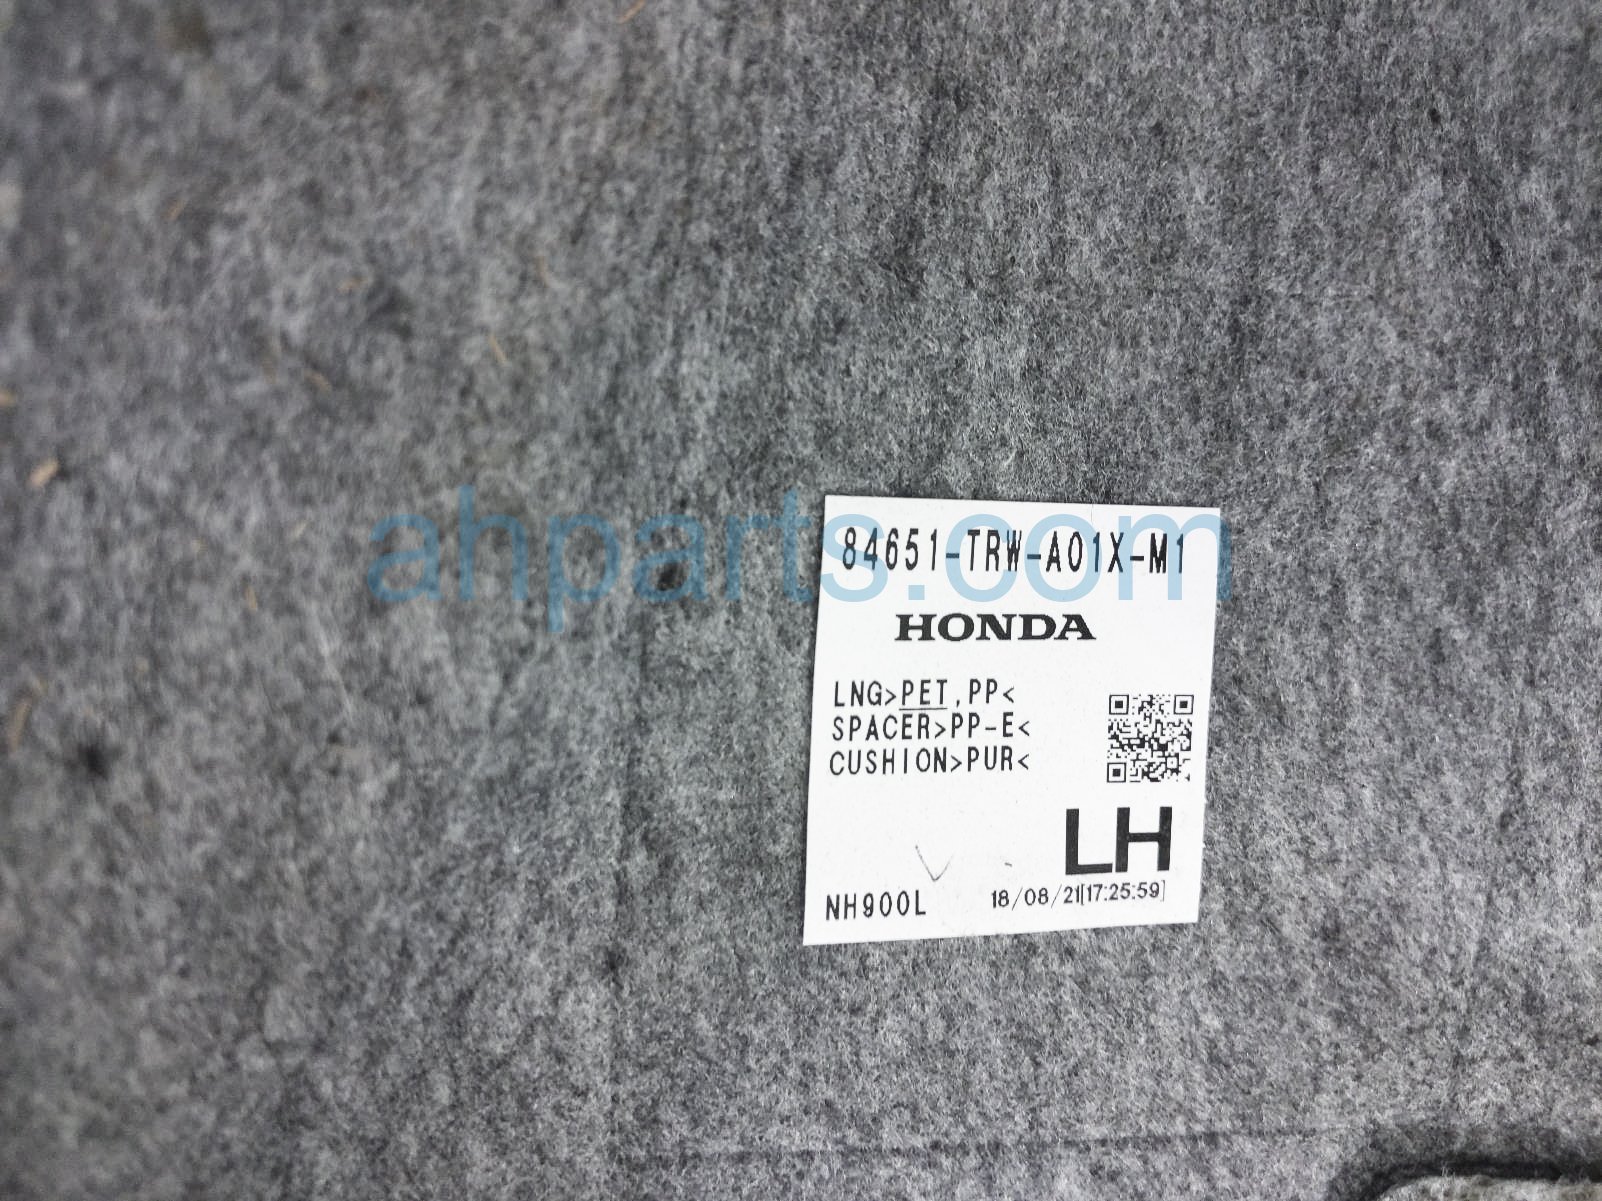 84651-TRW-A01X-M1
HONDA
LNG>PET,PP<
SPACER>PP-E<
CUSHION>PUR<
LH
NH900L 18/08/21[17:25:59]
ahparts.com